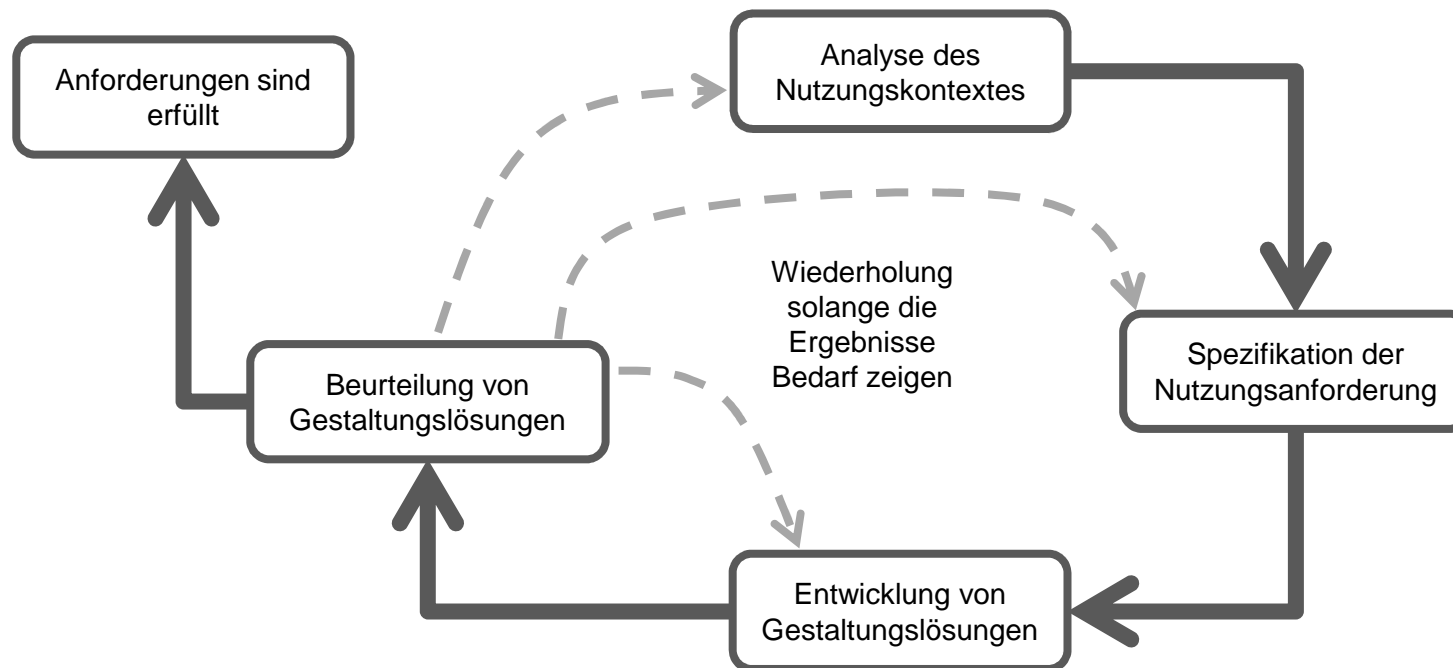 Anforderungen sind
erfüllt
Analyse des
Nutzungskontextes
Wiederholung
solange die
Ergebnisse
Bedarf zeigen
Spezifikation der
Nutzungsanforderung
Beurteilung von
Gestaltungslösungen
Entwicklung von
Gestaltungslösungen